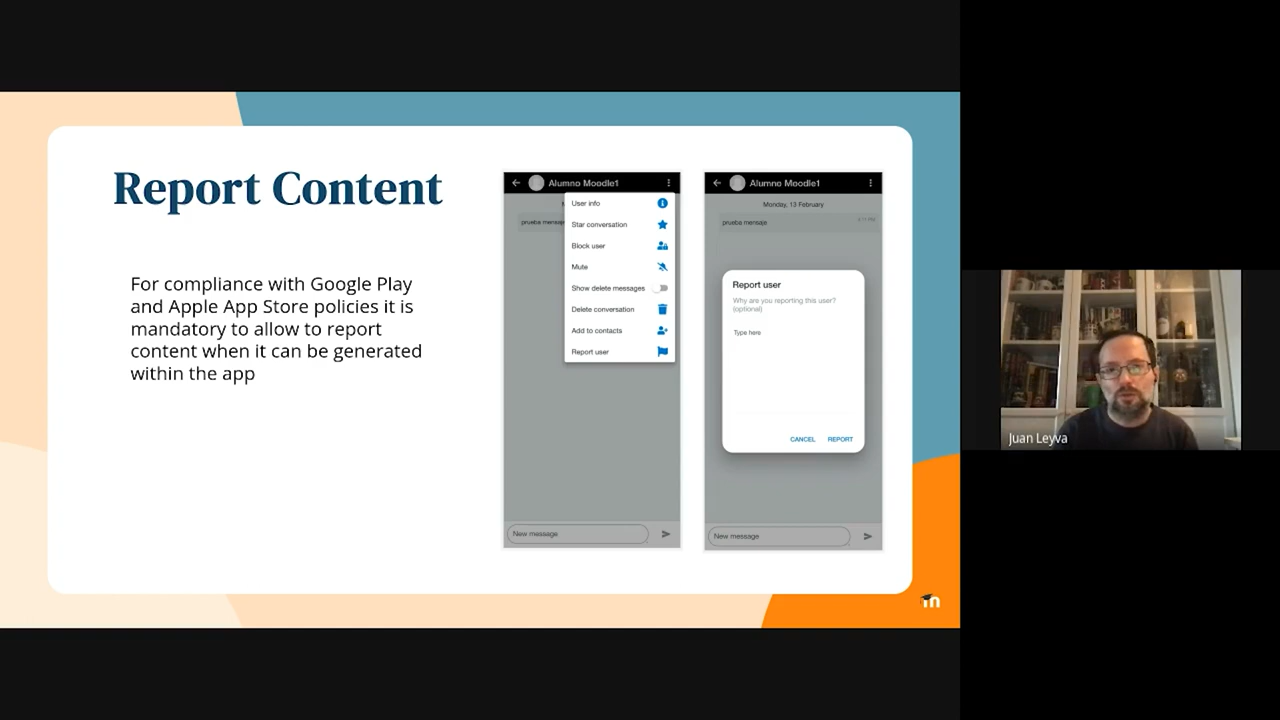 Report Content
For compliance with Google Play
and Apple App Store policies it is
mandatory to allow to report
content when it can be generated
within the app
Alumno Moodle1
prueba mensaje
User info
Star conversation
Block user
Mute
Show delete messages
Delete conversation
Add to contacts
Report user
New message
Alumno Moodle1
Monday, 13 February
prueba mensaje
Report user
Why are you reporting this user?
(optional)
Type here
CANCEL REPORT
New message
m
Juan Leyva